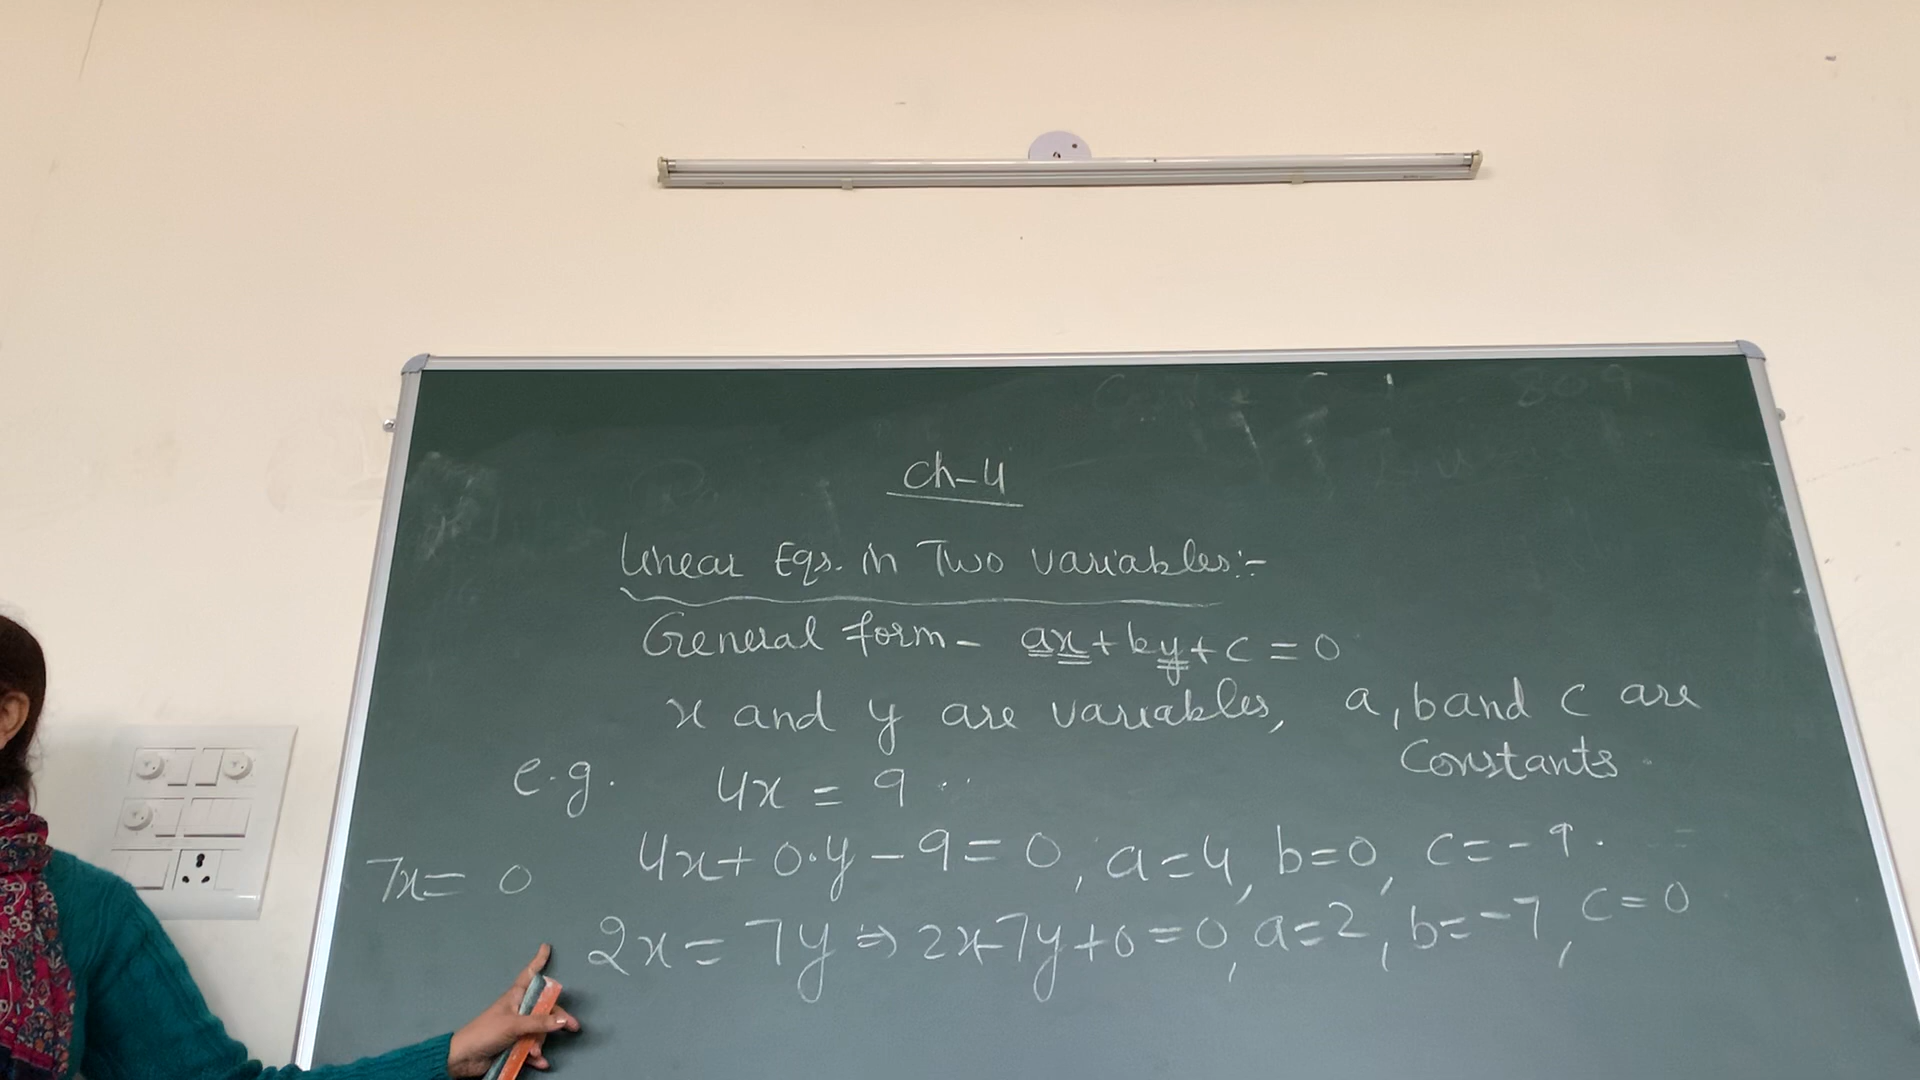 Ch-4
Linear Eqs. in Two variables:-
General form - ax + by + c = 0
x and y are variables, a, b and c are
constants.
e.g. 4x = 9
4x + 0.y - 9 = 0, a = 4, b = 0, c = -9.
7x = 0
2x = 7y ⇒ 2x-7y+0 = 0, a = 2, b = -7, c = 0